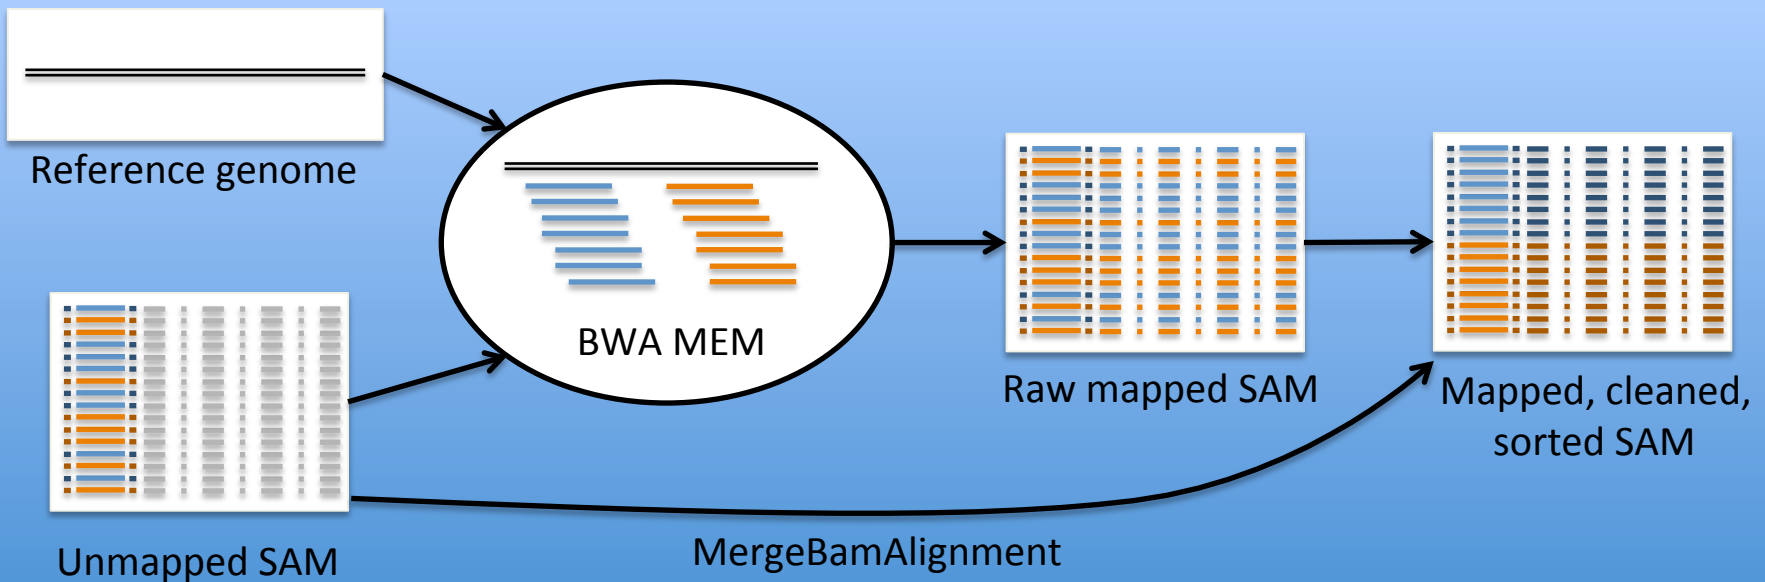 Reference genome
BWA MEM
Raw mapped SAM
Mapped, cleaned,
sorted SAM
Unmapped SAM
MergeBamAlignment